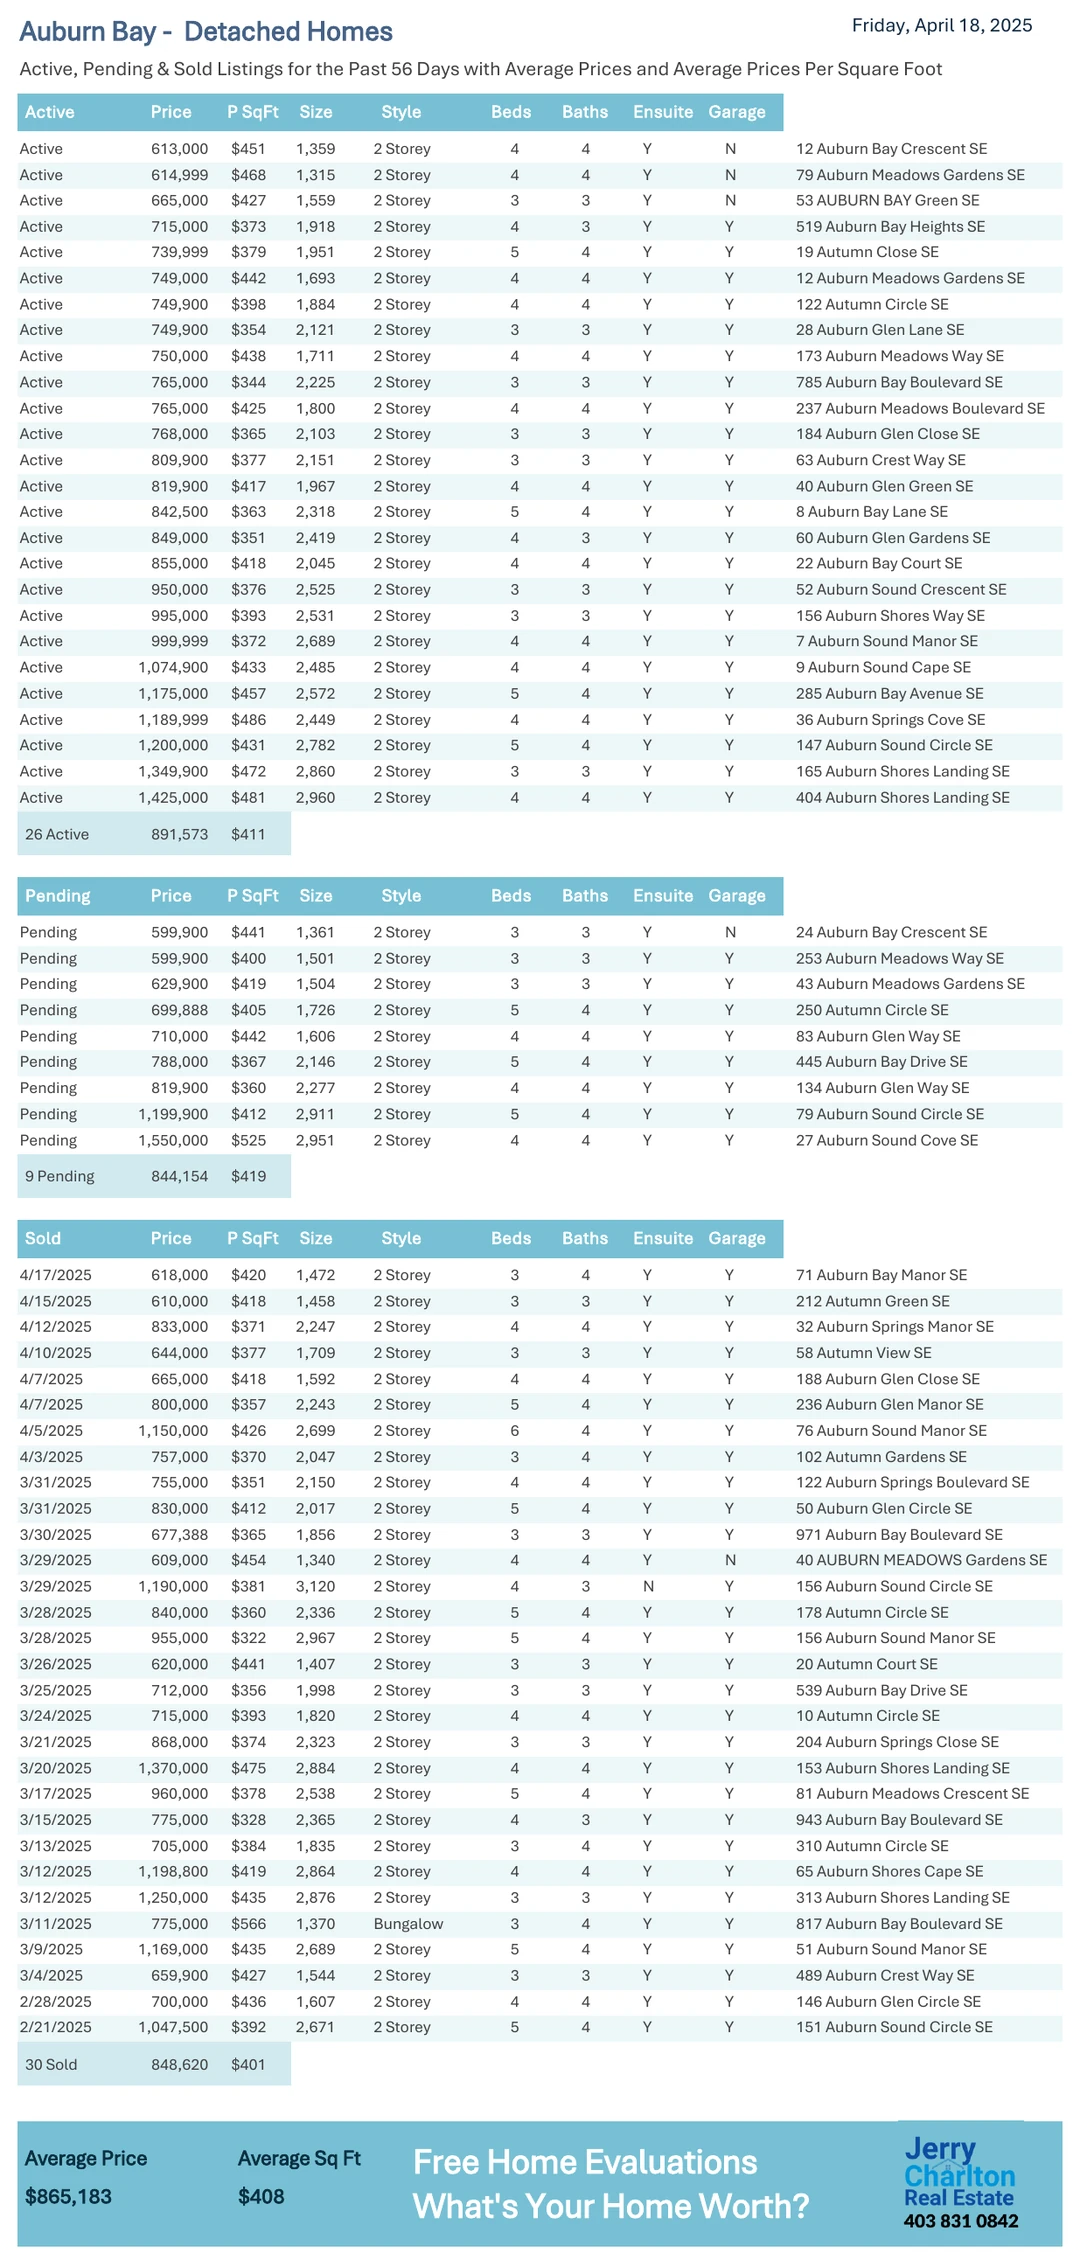 Auburn Bay - Detached Homes
Friday, April 18, 2025
Active, Pending & Sold Listings for the Past 56 Days with Average Prices and Average Prices Per Square Foot
Active Price P SqFt Size Style Beds Baths Ensuite Garage
Active 613,000 $451 1,359 2 Storey 4 4 Y N 12 Auburn Bay Crescent SE
Active 614,999 $468 1,315 2 Storey 4 4 Y N 79 Auburn Meadows Gardens SE
Active 665,000 $427 1,559 2 Storey 3 3 Y N 53 AUBURN BAY Green SE
Active 715,000 $373 1,918 2 Storey 4 3 Y Y 519 Auburn Bay Heights SE
Active 739,999 $379 1,951 2 Storey 5 4 Y Y 19 Autumn Close SE
Active 749,000 $442 1,693 2 Storey 4 4 Y Y 12 Auburn Meadows Gardens SE
Active 749,900 $398 1,884 2 Storey 4 4 Y Y 122 Autumn Circle SE
Active 749,900 $354 2,121 2 Storey 3 3 Y Y 28 Auburn Glen Lane SE
Active 750,000 $438 1,711 2 Storey 4 4 Y Y 173 Auburn Meadows Way SE
Active 765,000 $344 2,225 2 Storey 3 3 Y Y 785 Auburn Bay Boulevard SE
Active 765,000 $425 1,800 2 Storey 4 4 Y Y 237 Auburn Meadows Boulevard SE
Active 768,000 $365 2,103 2 Storey 3 3 Y Y 184 Auburn Glen Close SE
Active 809,900 $377 2,151 2 Storey 3 3 Y Y 63 Auburn Crest Way SE
Active 819,900 $417 1,967 2 Storey 4 4 Y Y 40 Auburn Glen Green SE
Active 842,500 $363 2,318 2 Storey 5 4 Y Y 8 Auburn Bay Lane SE
Active 849,000 $351 2,419 2 Storey 4 3 Y Y 60 Auburn Glen Gardens SE
Active 855,000 $418 2,045 2 Storey 4 4 Y Y 22 Auburn Bay Court SE
Active 950,000 $376 2,525 2 Storey 3 3 Y Y 52 Auburn Sound Crescent SE
Active 995,000 $393 2,531 2 Storey 3 3 Y Y 156 Auburn Shores Way SE
Active 999,999 $372 2,689 2 Storey 4 4 Y Y 7 Auburn Sound Manor SE
Active 1,074,900 $433 2,485 2 Storey 4 4 Y Y 9 Auburn Sound Cape SE
Active 1,175,000 $457 2,572 2 Storey 5 4 Y Y 285 Auburn Bay Avenue SE
Active 1,189,999 $486 2,449 2 Storey 4 4 Y Y 36 Auburn Springs Cove SE
Active 1,200,000 $431 2,782 2 Storey 5 4 Y Y 147 Auburn Sound Circle SE
Active 1,349,900 $472 2,860 2 Storey 3 3 Y Y 165 Auburn Shores Landing SE
Active 1,425,000 $481 2,960 2 Storey 4 4 Y Y 404 Auburn Shores Landing SE
26 Active 891,573 $411
Pending Price P SqFt Size Style Beds Baths Ensuite Garage
Pending 599,900 $441 1,361 2 Storey 3 3 Y N 24 Auburn Bay Crescent SE
Pending 599,900 $400 1,501 2 Storey 3 3 Y Y 253 Auburn Meadows Way SE
Pending 629,900 $419 1,504 2 Storey 3 3 Y Y 43 Auburn Meadows Gardens SE
Pending 699,888 $405 1,726 2 Storey 5 4 Y Y 250 Autumn Circle SE
Pending 710,000 $442 1,606 2 Storey 4 4 Y Y 83 Auburn Glen Way SE
Pending 788,000 $367 2,146 2 Storey 5 4 Y Y 445 Auburn Bay Drive SE
Pending 819,900 $360 2,277 2 Storey 4 4 Y Y 134 Auburn Glen Way SE
Pending 1,199,900 $412 2,911 2 Storey 5 4 Y Y 79 Auburn Sound Circle SE
Pending 1,550,000 $525 2,951 2 Storey 4 4 Y Y 27 Auburn Sound Cove SE
9 Pending 844,154 $419
Sold Price P SqFt Size Style Beds Baths Ensuite Garage
4/17/2025 618,000 $420 1,472 2 Storey 3 4 Y Y 71 Auburn Bay Manor SE
4/15/2025 610,000 $418 1,458 2 Storey 3 3 Y Y 212 Autumn Green SE
4/12/2025 833,000 $371 2,247 2 Storey 4 4 Y Y 32 Auburn Springs Manor SE
4/10/2025 644,000 $377 1,709 2 Storey 3 3 Y Y 58 Autumn View SE
4/7/2025 665,000 $418 1,592 2 Storey 4 4 Y Y 188 Auburn Glen Close SE
4/7/2025 800,000 $357 2,243 2 Storey 5 4 Y Y 236 Auburn Glen Manor SE
4/5/2025 1,150,000 $426 2,699 2 Storey 6 4 Y Y 76 Auburn Sound Manor SE
4/3/2025 757,000 $370 2,047 2 Storey 3 4 Y Y 102 Autumn Gardens SE
3/31/2025 755,000 $351 2,150 2 Storey 4 4 Y Y 122 Auburn Springs Boulevard SE
3/31/2025 830,000 $412 2,017 2 Storey 5 4 Y Y 50 Auburn Glen Circle SE
3/30/2025 677,388 $365 1,856 2 Storey 3 3 Y Y 971 Auburn Bay Boulevard SE
3/29/2025 609,000 $454 1,340 2 Storey 4 4 Y N 40 AUBURN MEADOWS Gardens SE
3/29/2025 1,190,000 $381 3,120 2 Storey 4 3 N Y 156 Auburn Sound Circle SE
3/28/2025 840,000 $360 2,336 2 Storey 5 4 Y Y 178 Autumn Circle SE
3/28/2025 955,000 $322 2,967 2 Storey 5 4 Y Y 156 Auburn Sound Manor SE
3/26/2025 620,000 $441 1,407 2 Storey 3 3 Y Y 20 Autumn Court SE
3/25/2025 712,000 $356 1,998 2 Storey 3 3 Y Y 539 Auburn Bay Drive SE
3/24/2025 715,000 $393 1,820 2 Storey 4 4 Y Y 10 Autumn Circle SE
3/21/2025 868,000 $374 2,323 2 Storey 3 3 Y Y 204 Auburn Springs Close SE
3/20/2025 1,370,000 $475 2,884 2 Storey 4 4 Y Y 153 Auburn Shores Landing SE
3/17/2025 960,000 $378 2,538 2 Storey 5 4 Y Y 81 Auburn Meadows Crescent SE
3/15/2025 775,000 $328 2,365 2 Storey 4 3 Y Y 943 Auburn Bay Boulevard SE
3/13/2025 705,000 $384 1,835 2 Storey 3 4 Y Y 310 Autumn Circle SE
3/12/2025 1,198,800 $419 2,864 2 Storey 4 4 Y Y 65 Auburn Shores Cape SE
3/12/2025 1,250,000 $435 2,876 2 Storey 3 3 Y Y 313 Auburn Shores Landing SE
3/11/2025 775,000 $566 1,370 Bungalow 3 4 Y Y 817 Auburn Bay Boulevard SE
3/9/2025 1,169,000 $435 2,689 2 Storey 5 4 Y Y 51 Auburn Sound Manor SE
3/4/2025 659,900 $427 1,544 2 Storey 3 3 Y Y 489 Auburn Crest Way SE
2/28/2025 700,000 $436 1,607 2 Storey 4 4 Y Y 146 Auburn Glen Circle SE
2/21/2025 1,047,500 $392 2,671 2 Storey 5 4 Y Y 151 Auburn Sound Circle SE
30 Sold 848,620 $401
Average Price Average Sq Ft
$865,183 $408
Free Home Evaluations
What's Your Home Worth?
Jerry
Charlton
Real Estate
403 831 0842